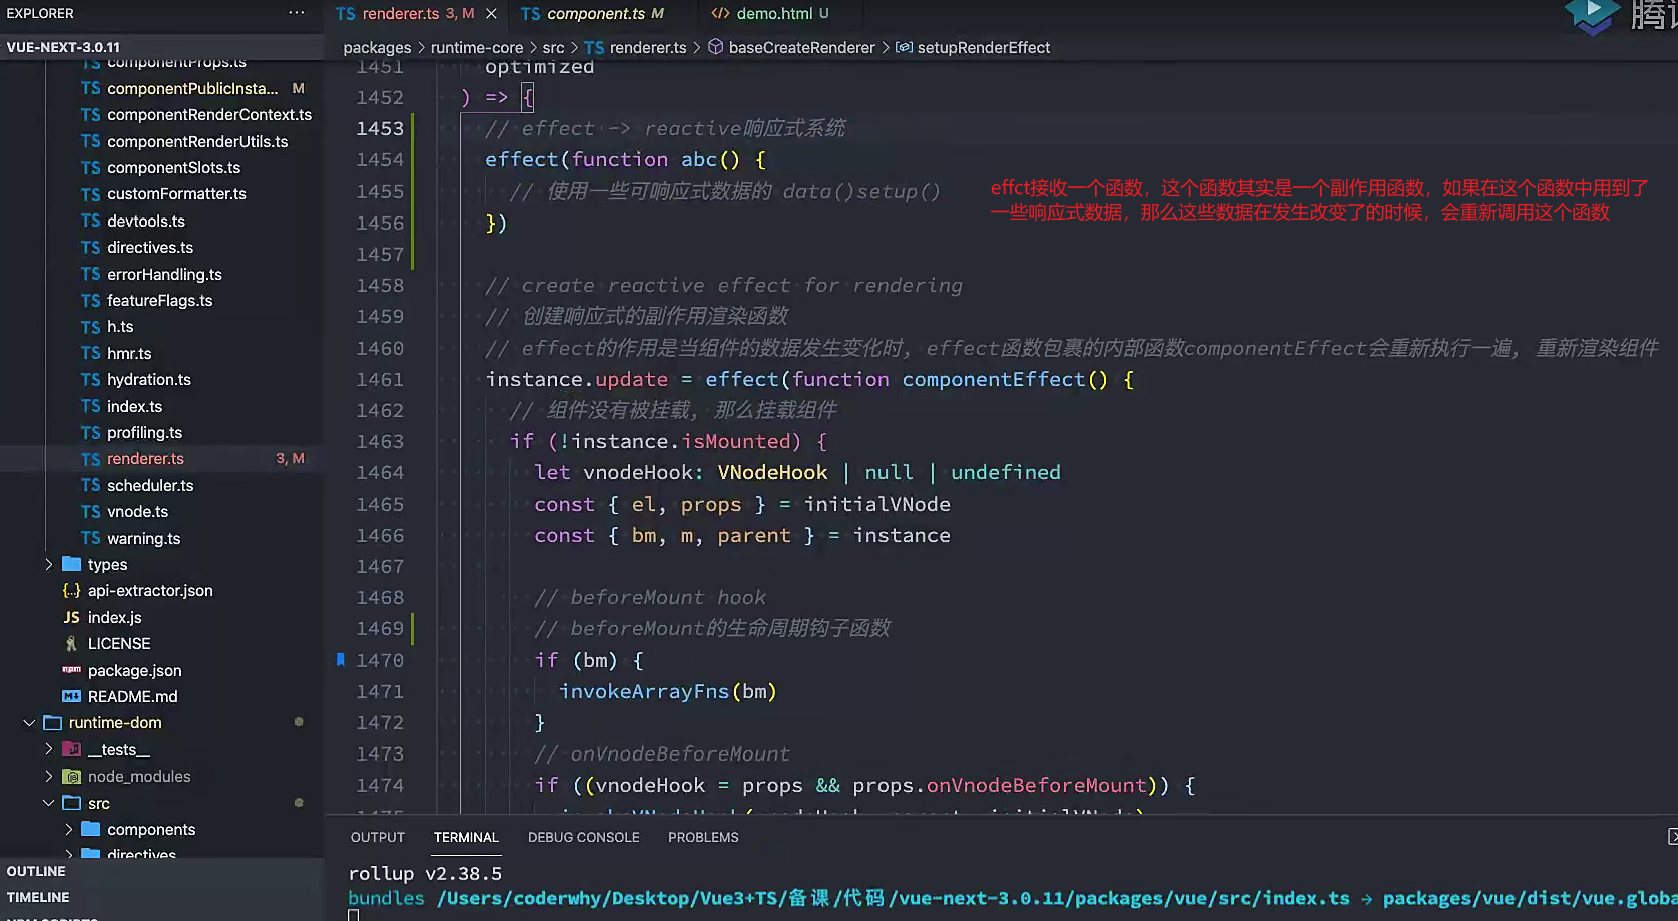 EXPLORER
···
TS renderer.ts 3, M
TS component.ts M
demo.html U
VUE-NEXT-3.0.11
packages > runtime-core > src > TS renderer.ts > baseCreateRenderer > setupRenderEffect
TS componentProps.ts
TS componentPublicInsta... M
TS componentRenderContext.ts
TS componentRenderUtils.ts
TS componentSlots.ts
TS customFormatter.ts
TS devtools.ts
TS directives.ts
TS errorHandling.ts
TS featureFlags.ts
TS h.ts
TS hmr.ts
TS hydration.ts
TS index.ts
TS profiling.ts
TS renderer.ts 3, M
TS scheduler.ts
TS vnode.ts
TS warning.ts
types
{..} api-extractor.json
JS index.js
LICENSE
npm package.json
README.md
runtime-dom
__tests__
node_modules
src
components
directives
OUTLINE
TIMELINE
NPM SCRIPTS
1451 optimized
1452 ) => {
1453 // effect -> reactive响应式系统
1454 effect(function abc() {
1455 // 使用一些可响应式数据的 data()setup()
1456 })
1457
1458 // create reactive effect for rendering
1459 // 创建响应式的副作用渲染函数
1460 // effect的作用是当组件的数据发生变化时, effect函数包裹的内部函数componentEffect会重新执行一遍, 重新渲染组件
1461 instance.update = effect(function componentEffect() {
1462 // 组件没有被挂载, 那么挂载组件
1463 if (!instance.isMounted) {
1464 let vnodeHook: VNodeHook | null | undefined
1465 const { el, props } = initialVNode
1466 const { bm, m, parent } = instance
1467
1468 // beforeMount hook
1469 // beforeMount的生命周期钩子函数
1470 if (bm) {
1471 invokeArrayFns(bm)
1472 }
1473 // onVnodeBeforeMount
1474 if ((vnodeHook = props && props.onVnodeBeforeMount)) {
1475 invokeVNodeHook(vnodeHook, parent, initialVNode)
effct接收一个函数，这个函数其实是一个副作用函数，如果在这个函数中用到了
一些响应式数据，那么这些数据在发生改变了的时候，会重新调用这个函数
腾
OUTPUT TERMINAL DEBUG CONSOLE PROBLEMS
rollup v2.38.5
bundles /Users/coderwhy/Desktop/Vue3+TS/备课/代码/vue-next-3.0.11/packages/vue/src/index.ts → packages/vue/dist/vue.globa